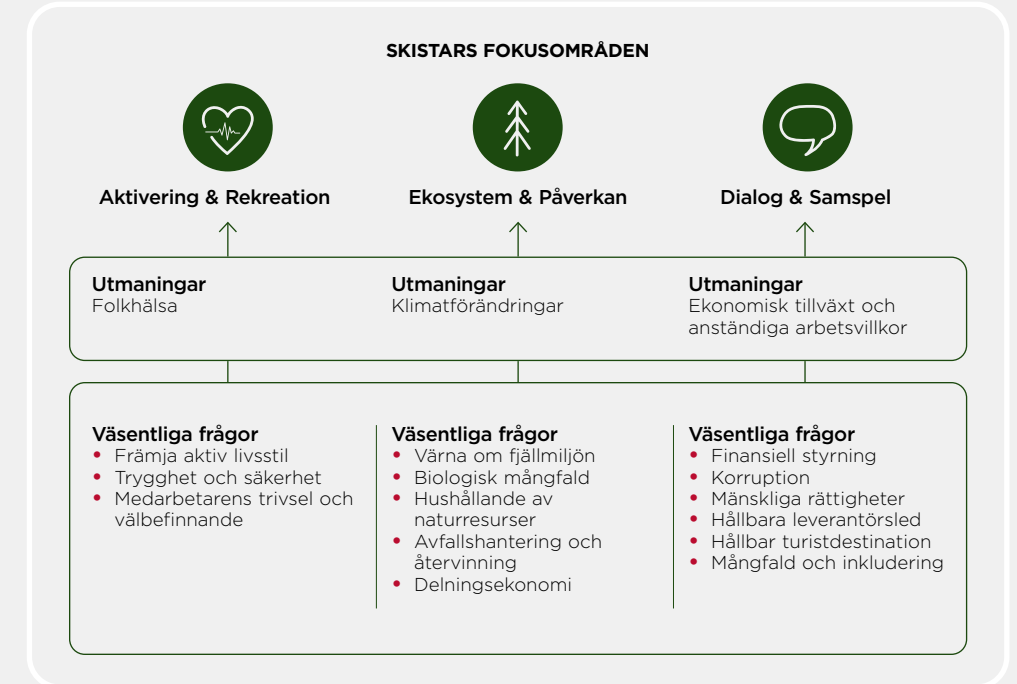 SKISTARS FOKUSOMRÅDEN
Aktivering & Rekreation
Ekosystem & Påverkan
Dialog & Samspel
Utmaningar
Folkhälsa
Utmaningar
Klimatförändringar
Utmaningar
Ekonomisk tillväxt och
anständiga arbetsvillkor
Väsentliga frågor
• Främja aktiv livsstil
• Trygghet och säkerhet
• Medarbetarens trivsel och
välbefinnande
Väsentliga frågor
• Värna om fjällmiljön
• Biologisk mångfald
• Hushållande av
naturresurser
• Avfallshantering och
återvinning
• Delningsekonomi
Väsentliga frågor
• Finansiell styrning
• Korruption
• Mänskliga rättigheter
• Hållbara leverantörsled
• Hållbar turistdestination
• Mångfald och inkludering